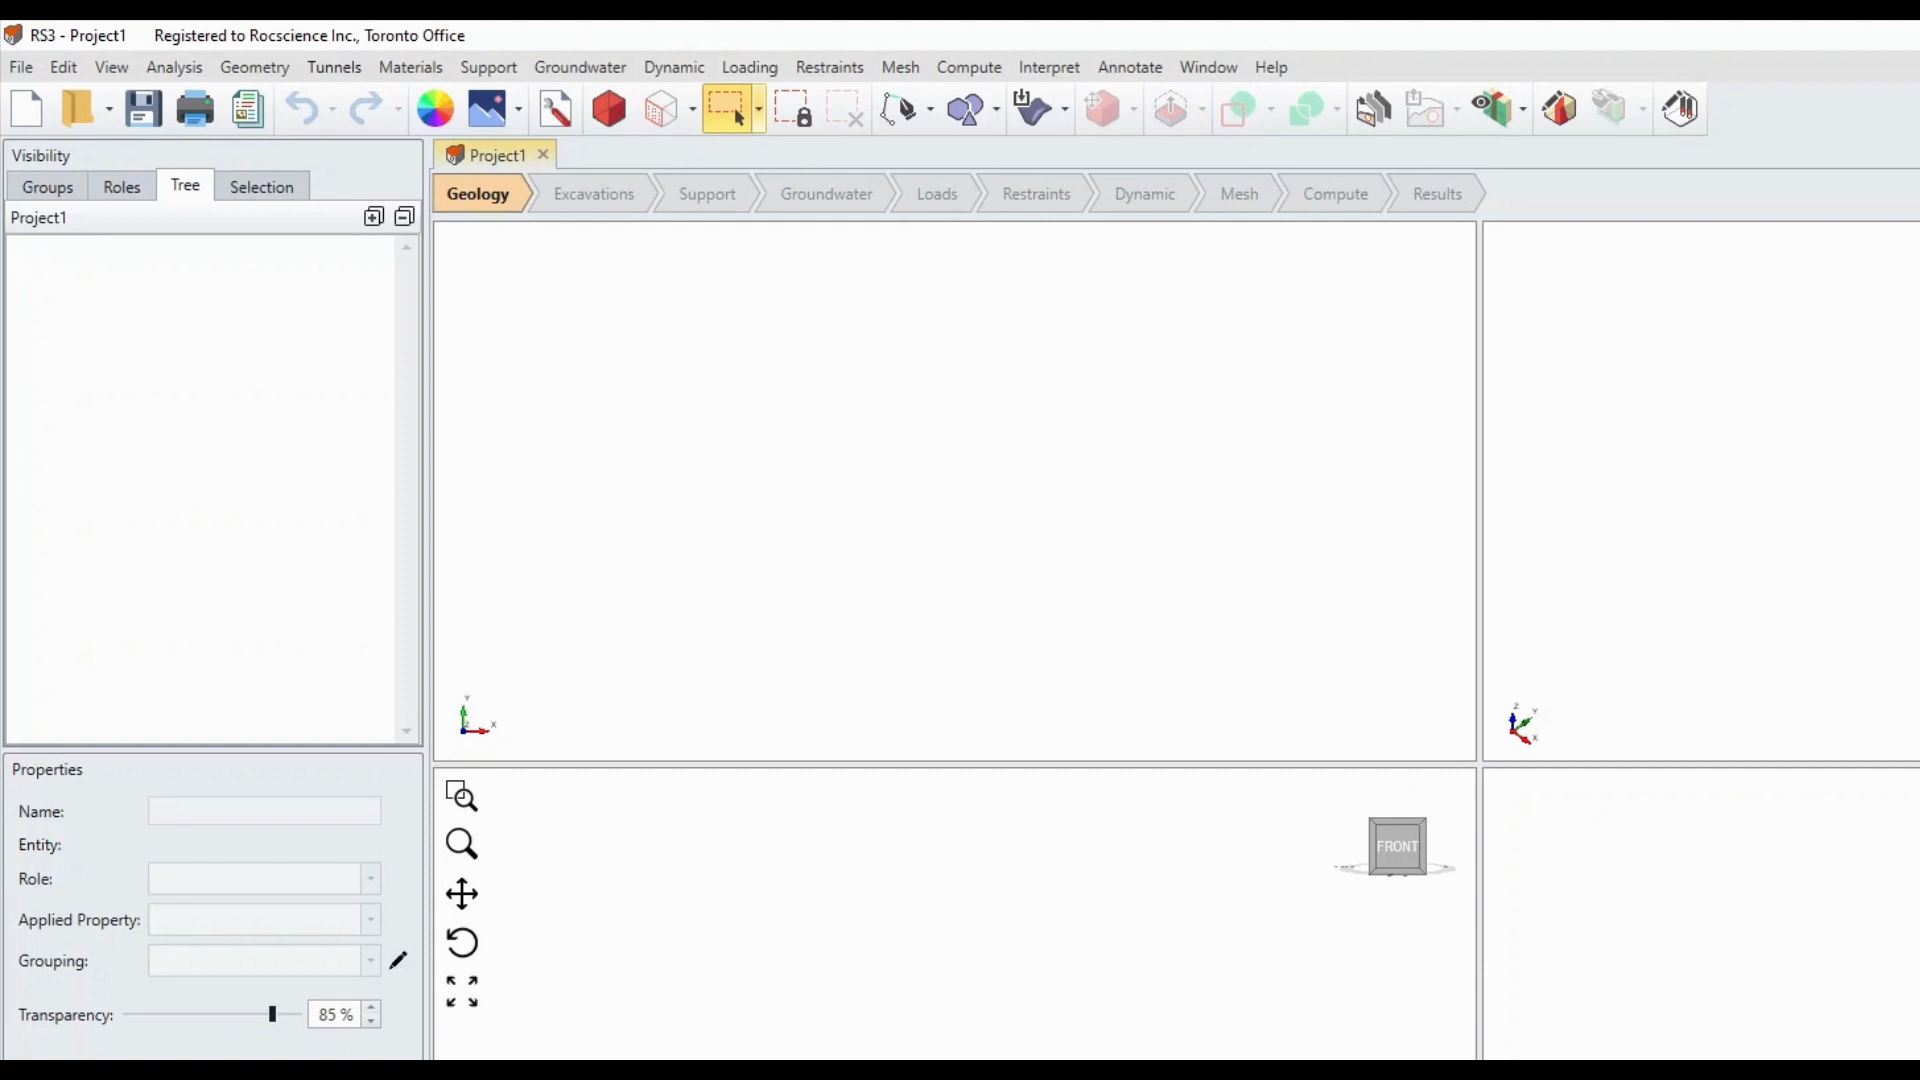 RS3 - Project1 Registered to Rocscience Inc., Toronto Office
File Edit View Analysis Geometry Tunnels Materials Support Groundwater Dynamic Loading Restraints Mesh Compute Interpret Annotate Window Help
Visibility
Groups Roles Tree Selection
Project1
Project1
Geology Excavations Support Groundwater Loads Restraints Dynamic Mesh Compute Results
Y
Z X
Z Y
X
FRONT
Properties
Name:
Entity:
Role:
Applied Property:
Grouping:
Transparency: 85 %